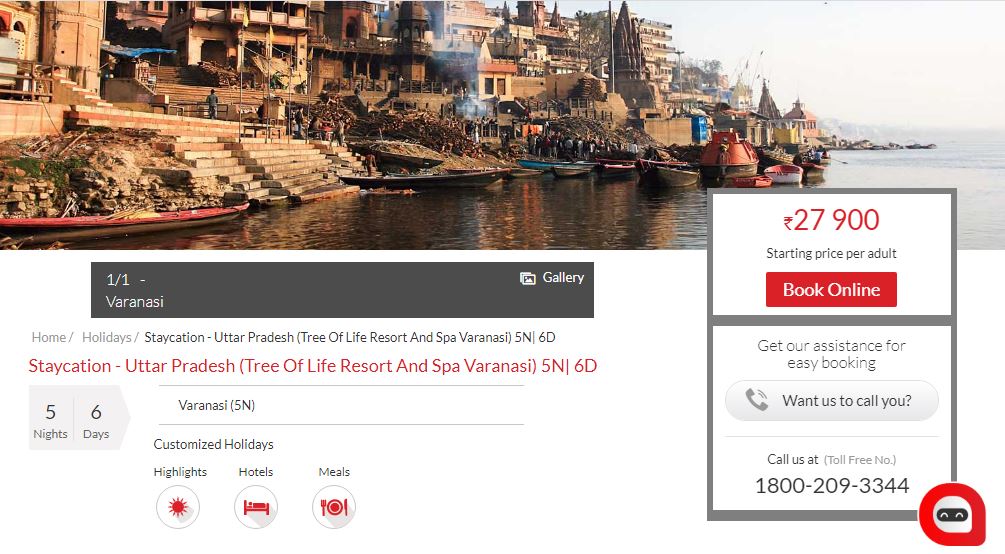 ₹27 900
Starting price per adult
Book Online
1/1 -
Gallery
Varanasi
Get our assistance for
easy booking
Want us to call you?
Call us at (Toll Free No.)
1800-209-3344
Home / Holidays / Staycation - Uttar Pradesh (Tree Of Life Resort And Spa Varanasi) 5N| 6D
Staycation - Uttar Pradesh (Tree Of Life Resort And Spa Varanasi) 5N| 6D
5 6
Nights Days
Varanasi (5N)
Customized Holidays
Highlights Hotels Meals